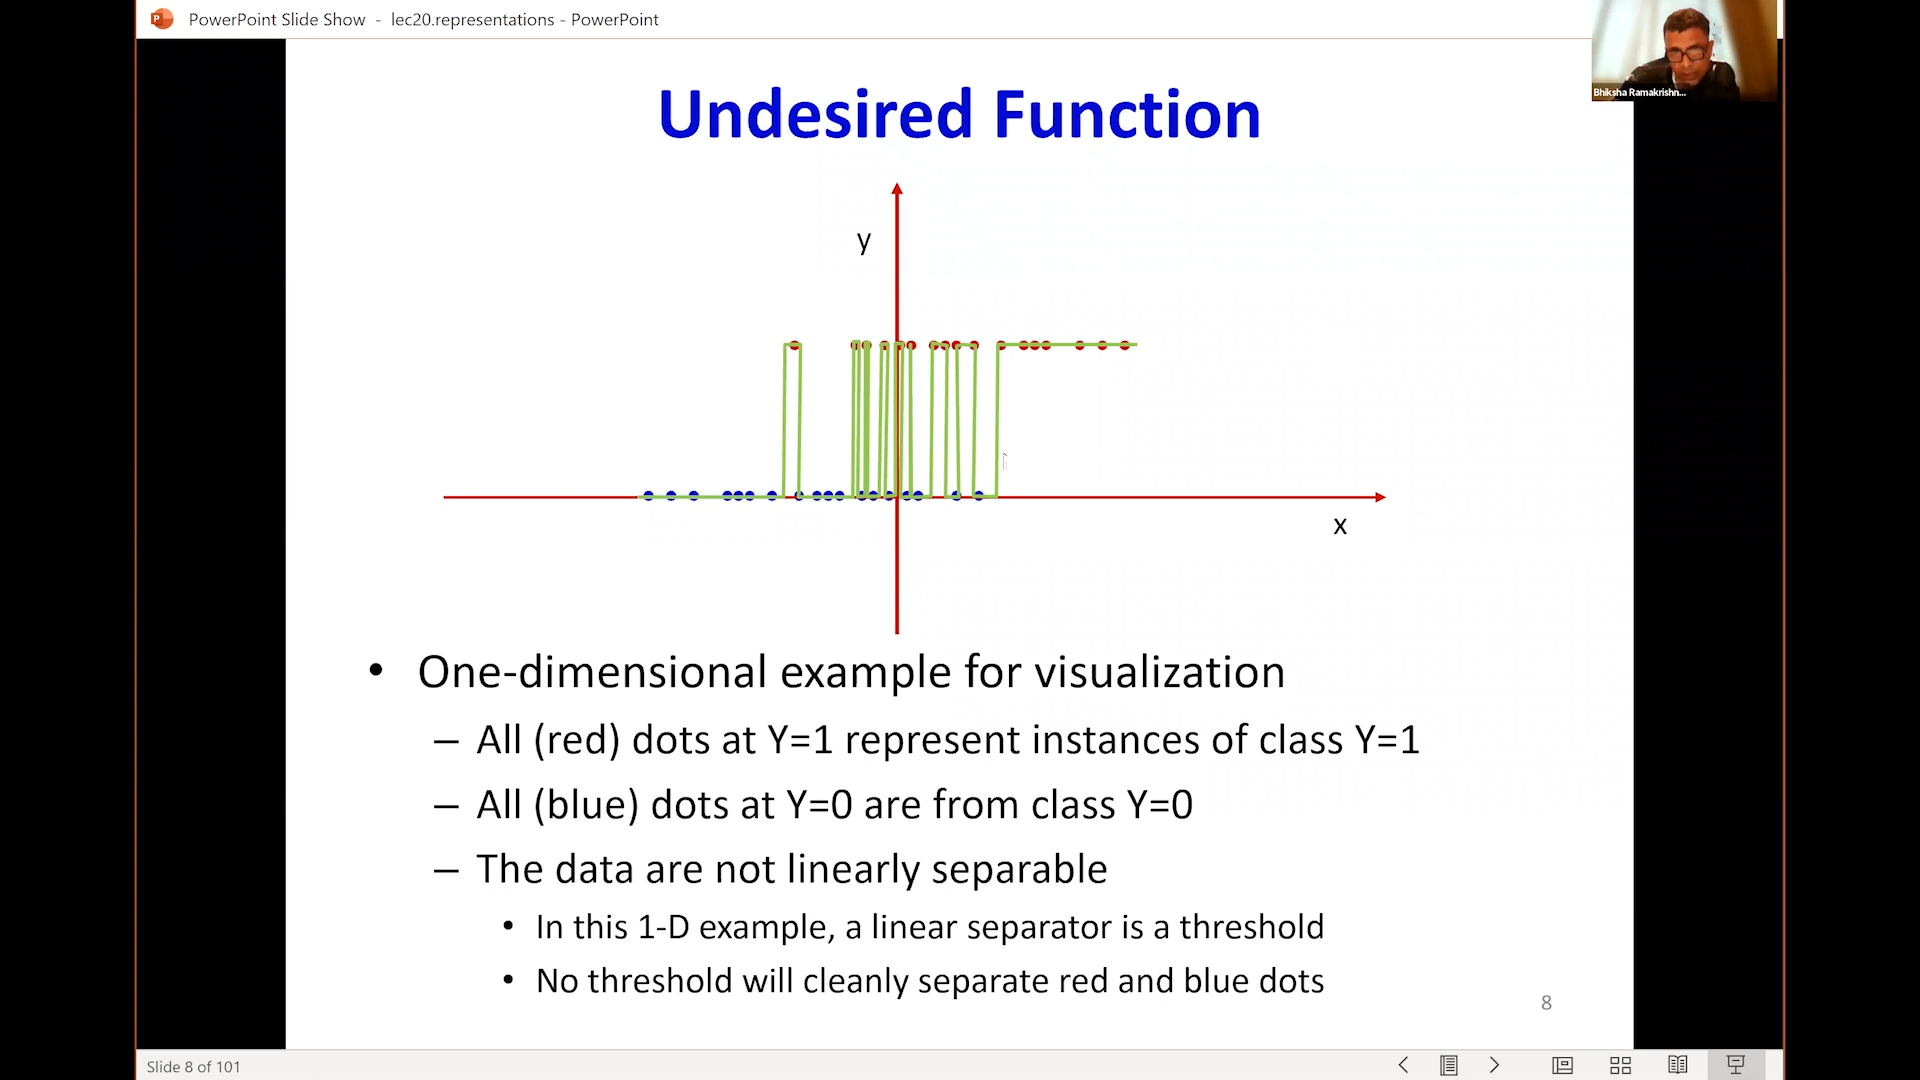 PowerPoint Slide Show - lec20.representations - PowerPoint
Bhiksha Ramakrishn...
Undesired Function
y
x
• One-dimensional example for visualization
– All (red) dots at Y=1 represent instances of class Y=1
– All (blue) dots at Y=0 are from class Y=0
– The data are not linearly separable
• In this 1-D example, a linear separator is a threshold
• No threshold will cleanly separate red and blue dots
8
Slide 8 of 101